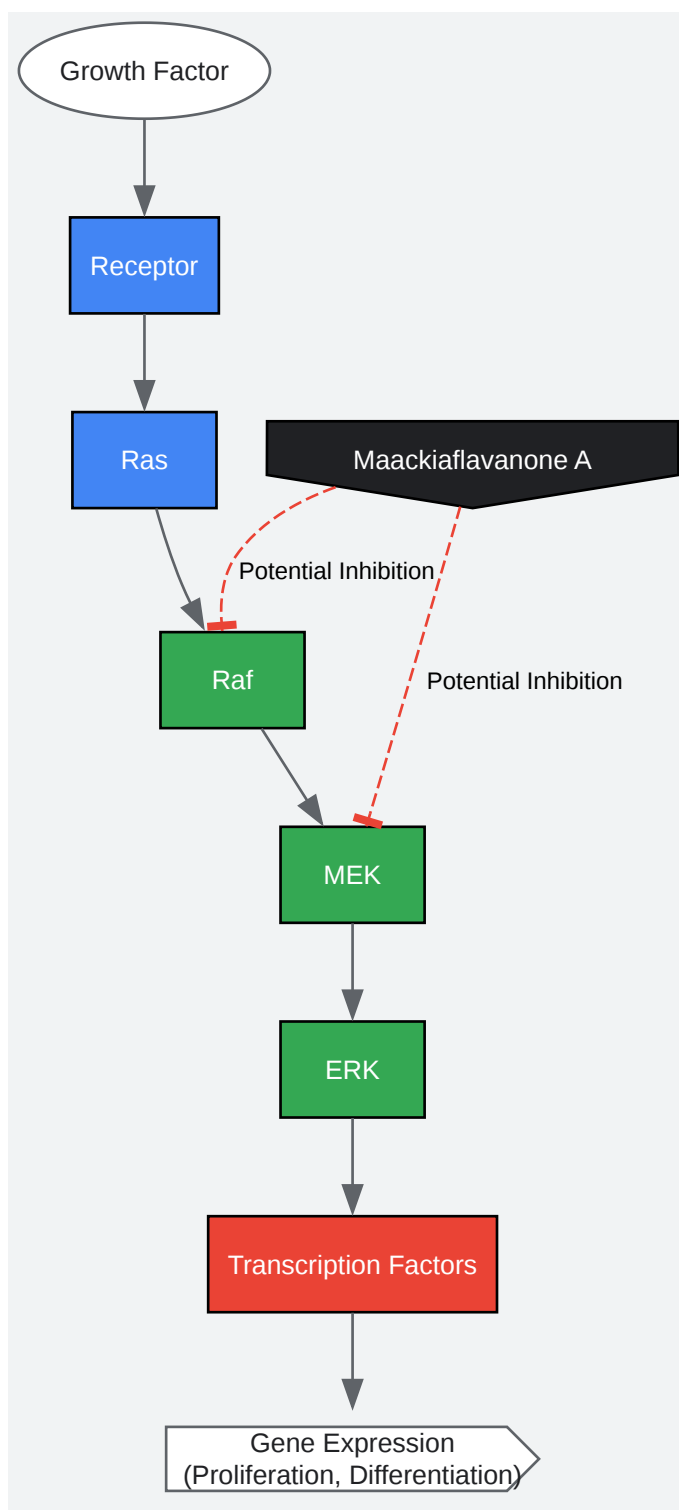 Growth Factor
Receptor
Ras
Maackiaflavanone A
Potential Inhibition
Raf
Potential Inhibition
MEK
ERK
Transcription Factors
Gene Expression
(Proliferation, Differentiation)